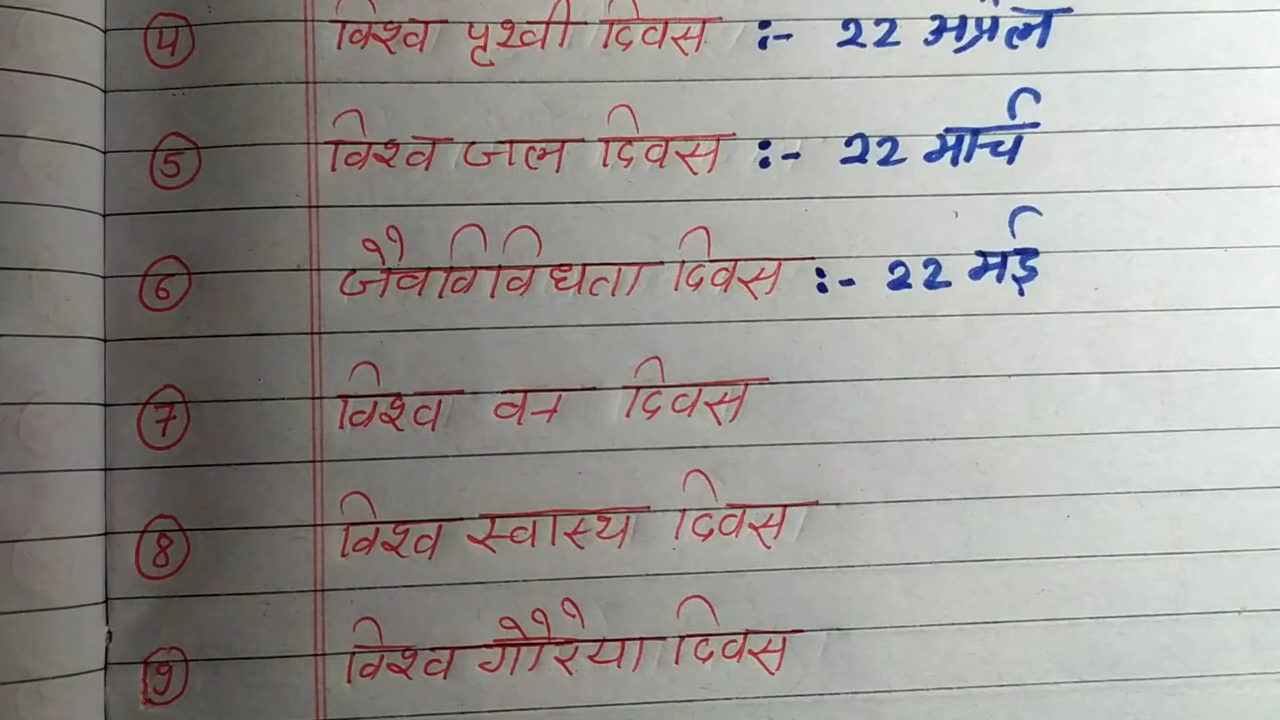 ④ विश्व पृथ्वी दिवस :- 22 अप्रैल
⑤ विश्व जल दिवस :- 22 मार्च
⑥ जैवविविधता दिवस :- 22 मई
⑦ विश्व वन दिवस
⑧ विश्व स्वास्थ्य दिवस
⑨ विश्व गौरैया दिवस